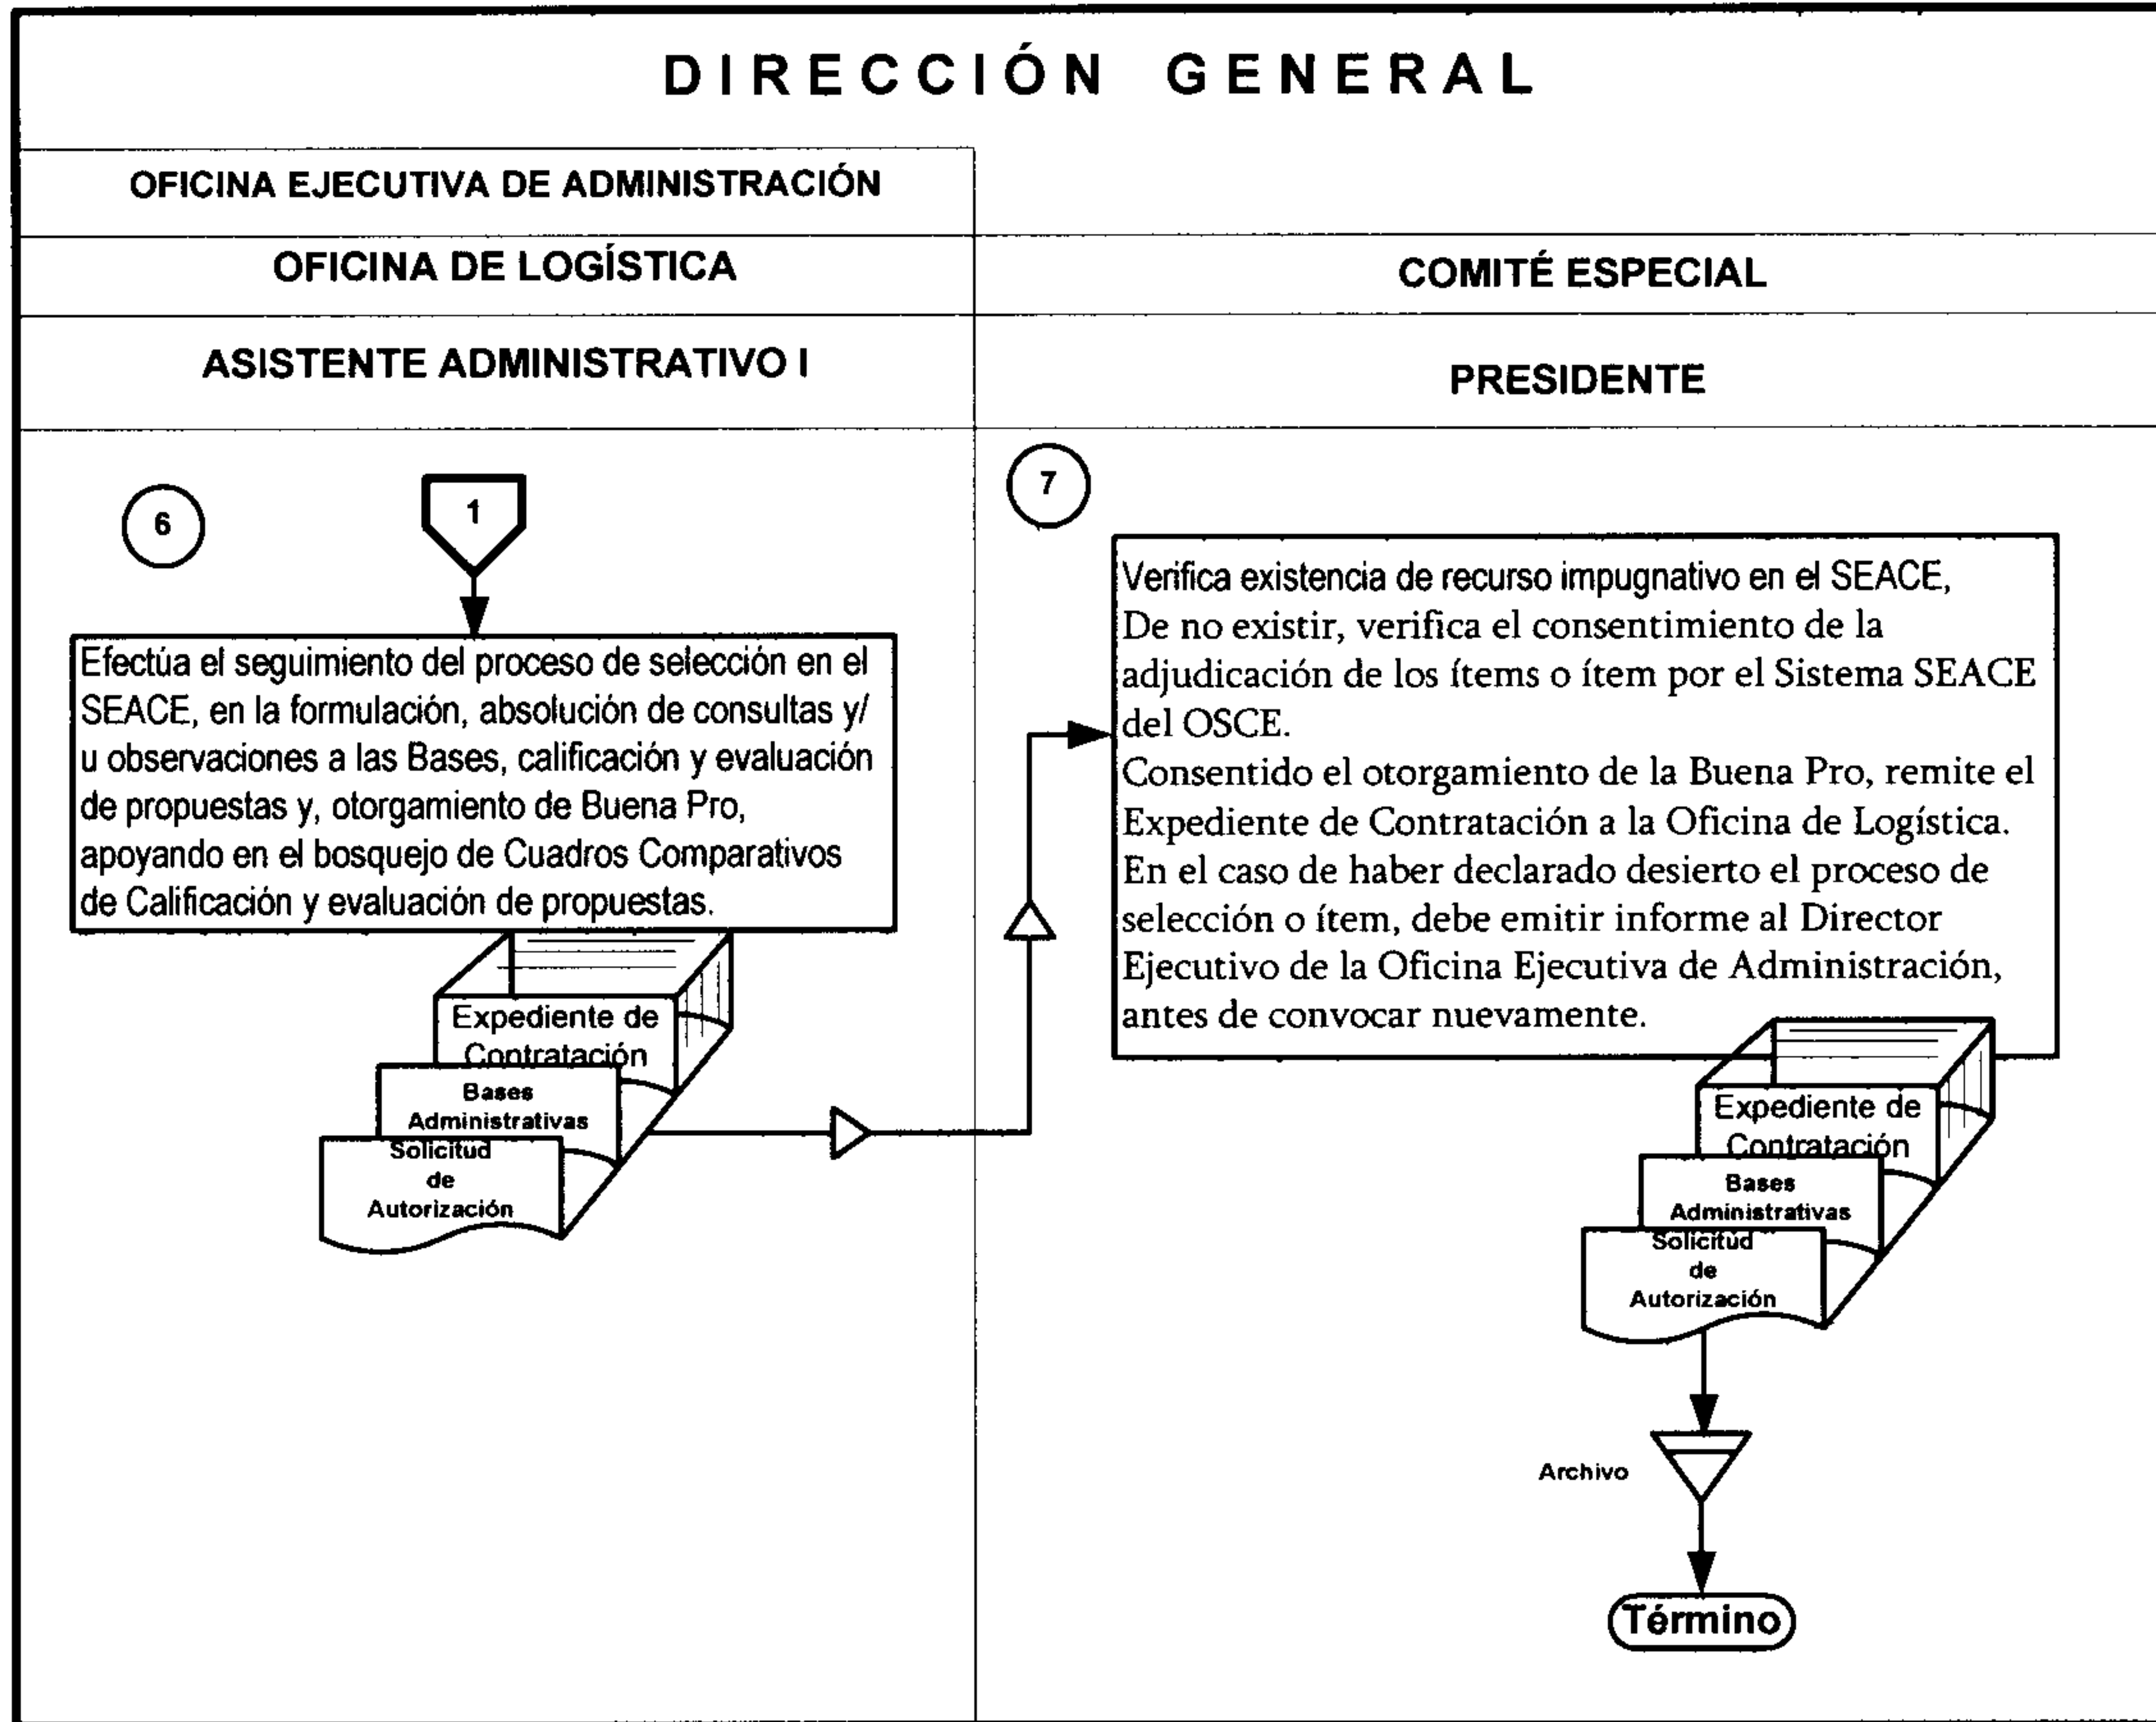 DIRECCIÓN GENERAL
OFICINA EJECUTIVA DE ADMINISTRACIÓN
OFICINA DE LOGÍSTICA
ASISTENTE ADMINISTRATIVO I
COMITÉ ESPECIAL
PRESIDENTE
6
1
Efectúa el seguimiento del proceso de selección en el
SEACE, en la formulación, absolución de consultas y/
u observaciones a las Bases, calificación y evaluación
de propuestas y, otorgamiento de Buena Pro,
apoyando en el bosquejo de Cuadros Comparativos
de Calificación y evaluación de propuestas.
Expediente de
Contratación
Bases
Administrativas
Solicitud
de
Autorización
7
Verifica existencia de recurso impugnativo en el SEACE,
De no existir, verifica el consentimiento de la
adjudicación de los ítems o ítem por el Sistema SEACE
del OSCE.
Consentido el otorgamiento de la Buena Pro, remite el
Expediente de Contratación a la Oficina de Logística.
En el caso de haber declarado desierto el proceso de
selección o ítem, debe emitir informe al Director
Ejecutivo de la Oficina Ejecutiva de Administración,
antes de convocar nuevamente.
Expediente de
Contratación
Bases
Administrativas
Solicitud
de
Autorización
Archivo
Término